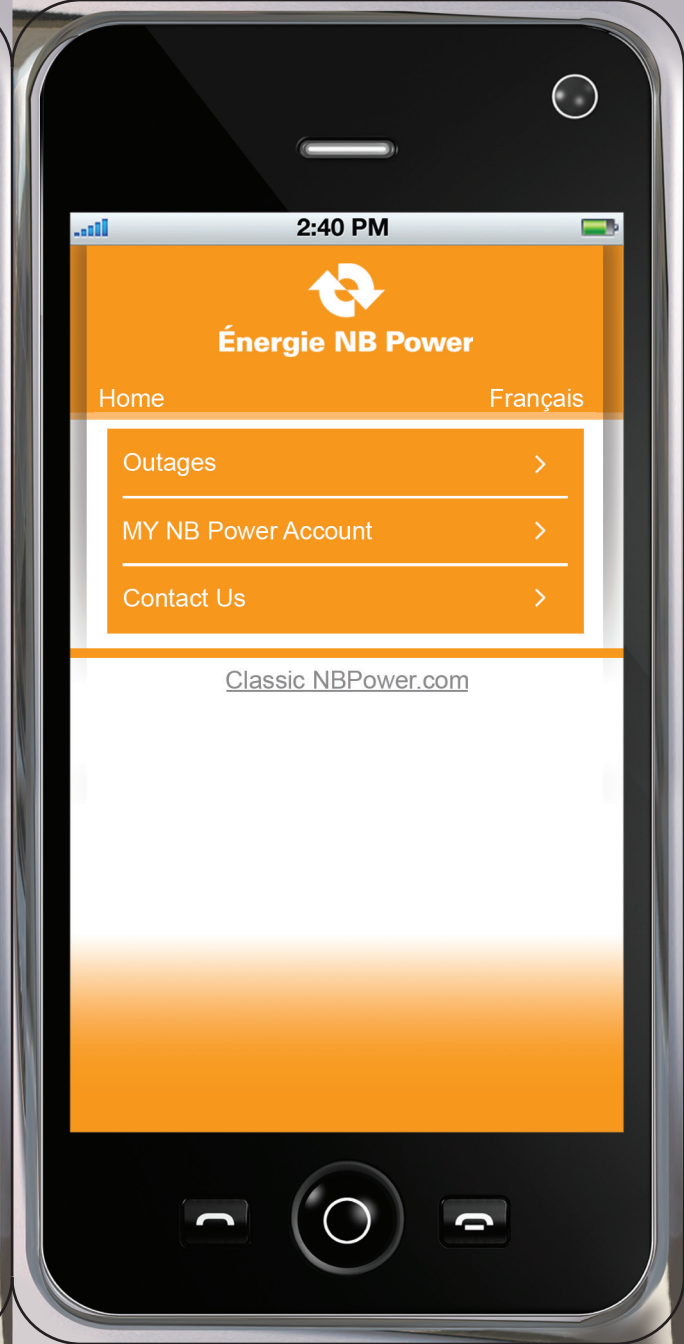 2:40 PM
Énergie NB Power
Home Français
Outages
MY NB Power Account
Contact Us
Classic NBPower.com